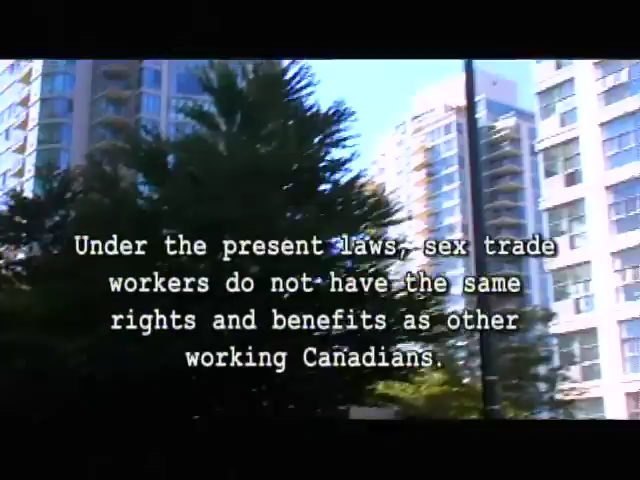 Under the present laws, sex trade
workers do not have the same
rights and benefits as other
working Canadians.